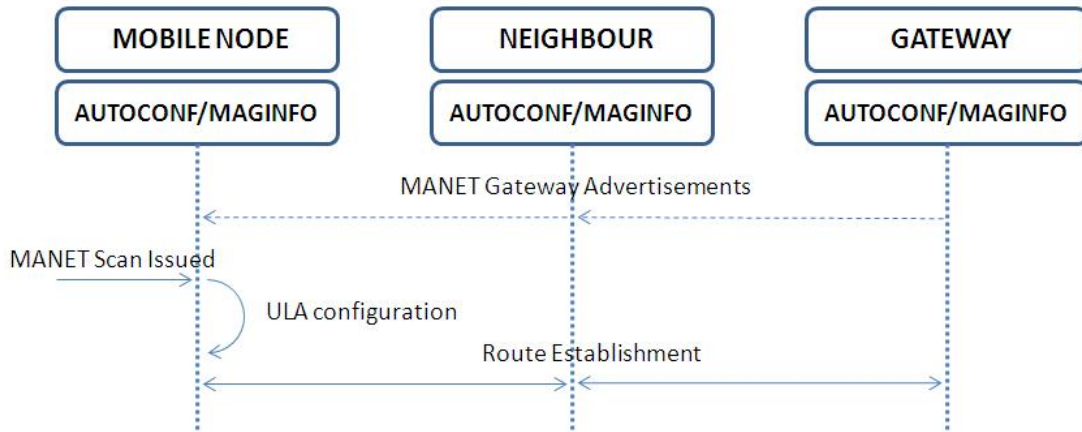 MOBILE NODE
NEIGHBOUR
GATEWAY
AUTOCONF/MAGINFO
AUTOCONF/MAGINFO
AUTOCONF/MAGINFO
MANET Gateway Advertisements
MANET Scan Issued
ULA configuration
Route Establishment